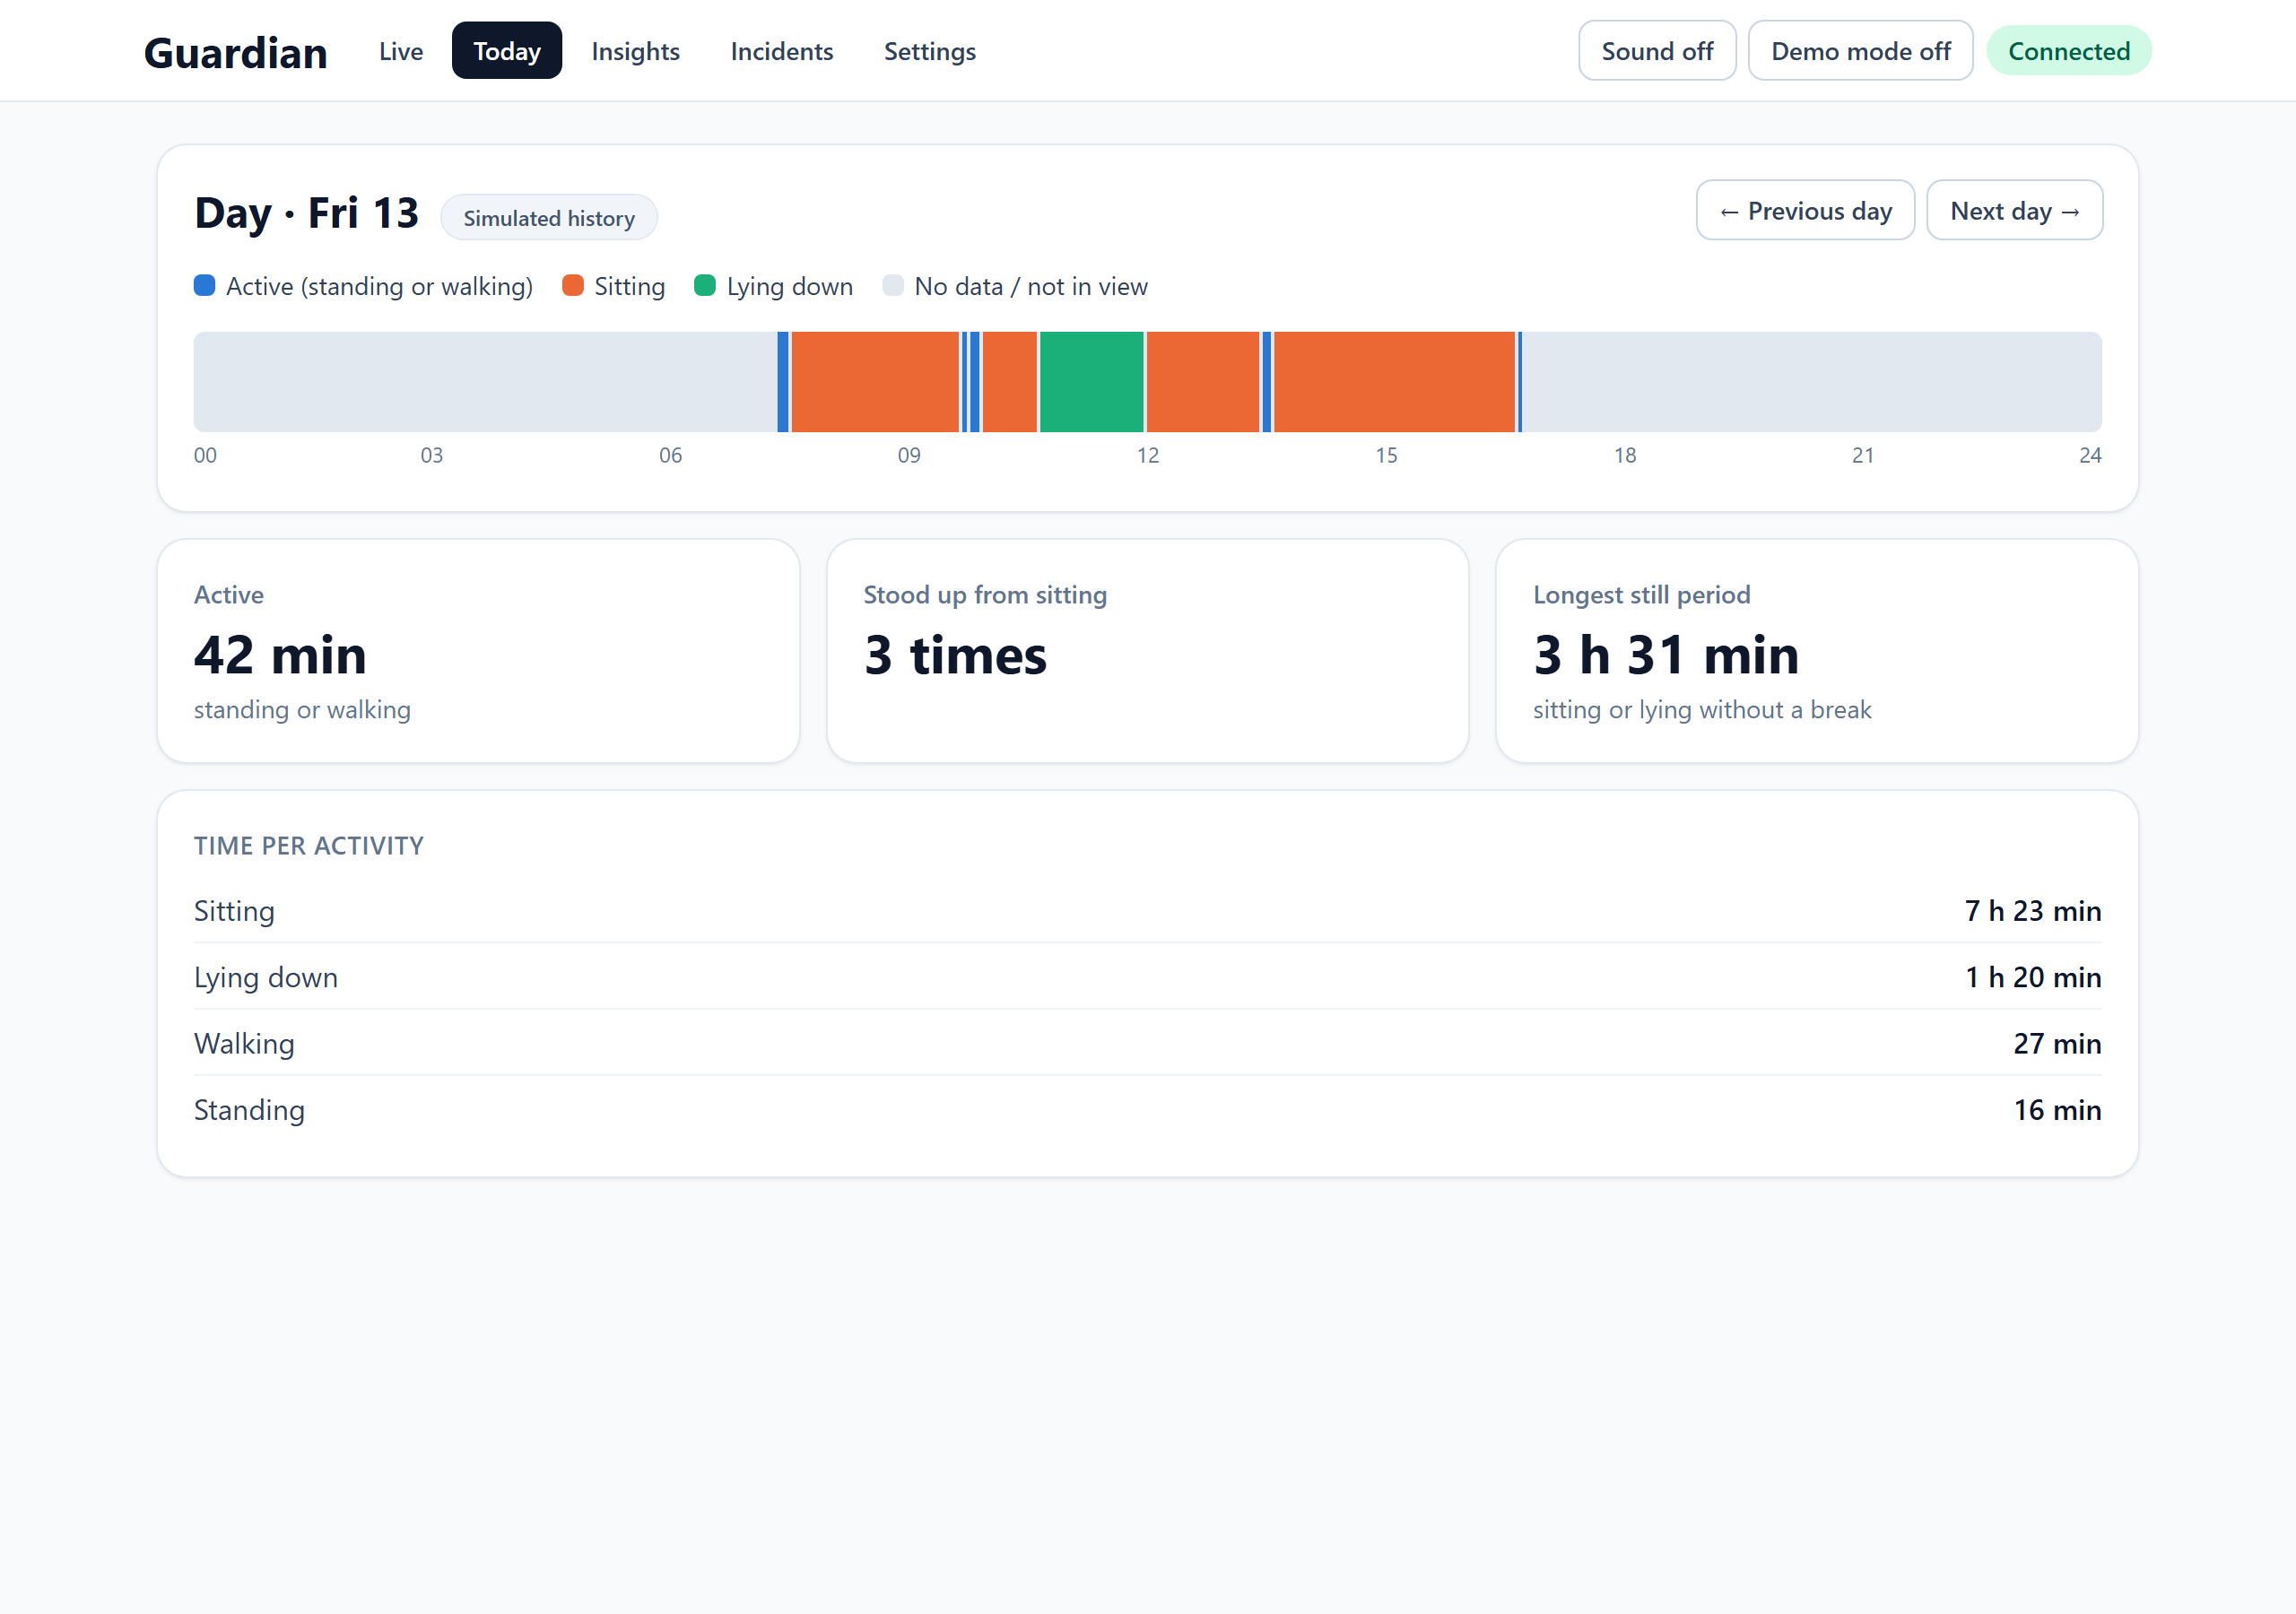 Guardian Live Today Insights Incidents Settings Sound off Demo mode off Connected
Day · Fri 13 Simulated history ← Previous day Next day →
Active (standing or walking) Sitting Lying down No data / not in view
00 03 06 09 12 15 18 21 24
Active
42 min
standing or walking
Stood up from sitting
3 times
Longest still period
3 h 31 min
sitting or lying without a break
TIME PER ACTIVITY
Sitting 7 h 23 min
Lying down 1 h 20 min
Walking 27 min
Standing 16 min